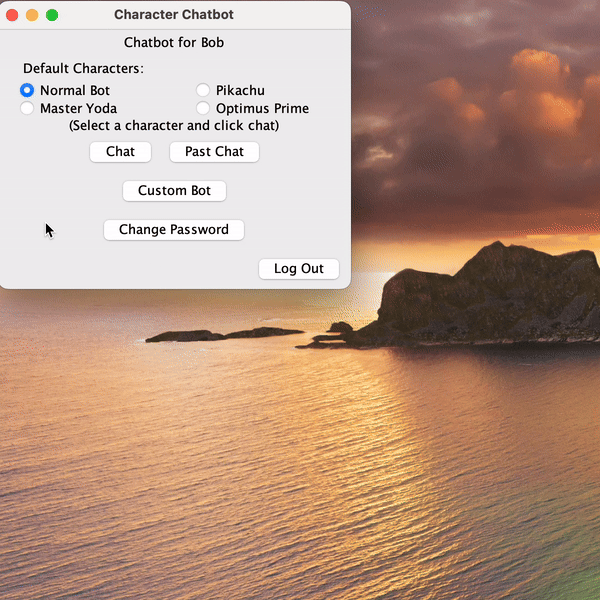 Character Chatbot
Chatbot for Bob
Default Characters:
Normal Bot Pikachu
Master Yoda Optimus Prime
(Select a character and click chat)
Chat Past Chat
Custom Bot
Change Password
Log Out